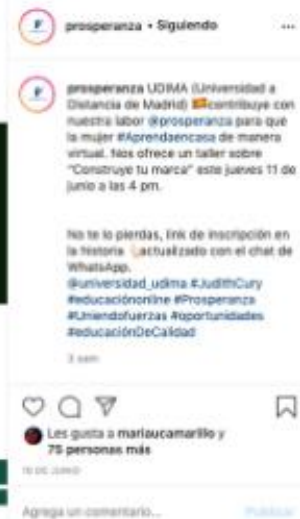 prosperanza • Siguiendo
prosperanza UDIMA (Universidad a
Distancia de Madrid) contribuye con
nuestra labor @prosperanza para que
la mujer #Aprendaencasa de manera
virtual. Nos ofrece un taller sobre
"Construye tu marca" este jueves 11 de
junio a las 4 pm.
No te lo pierdas, link de inscripción en
la historia actualizado con el chat de
WhatsApp.
@universidad_udima #JudithCury
#educaciónonline #Prosperanza
#Uniendofuerzas #oportunidades
#educaciónDeCalidad
3 sem
Les gusta a mariaucamarillo y
75 personas más
10 DE JUNIO
Agrega un comentario... Publicar